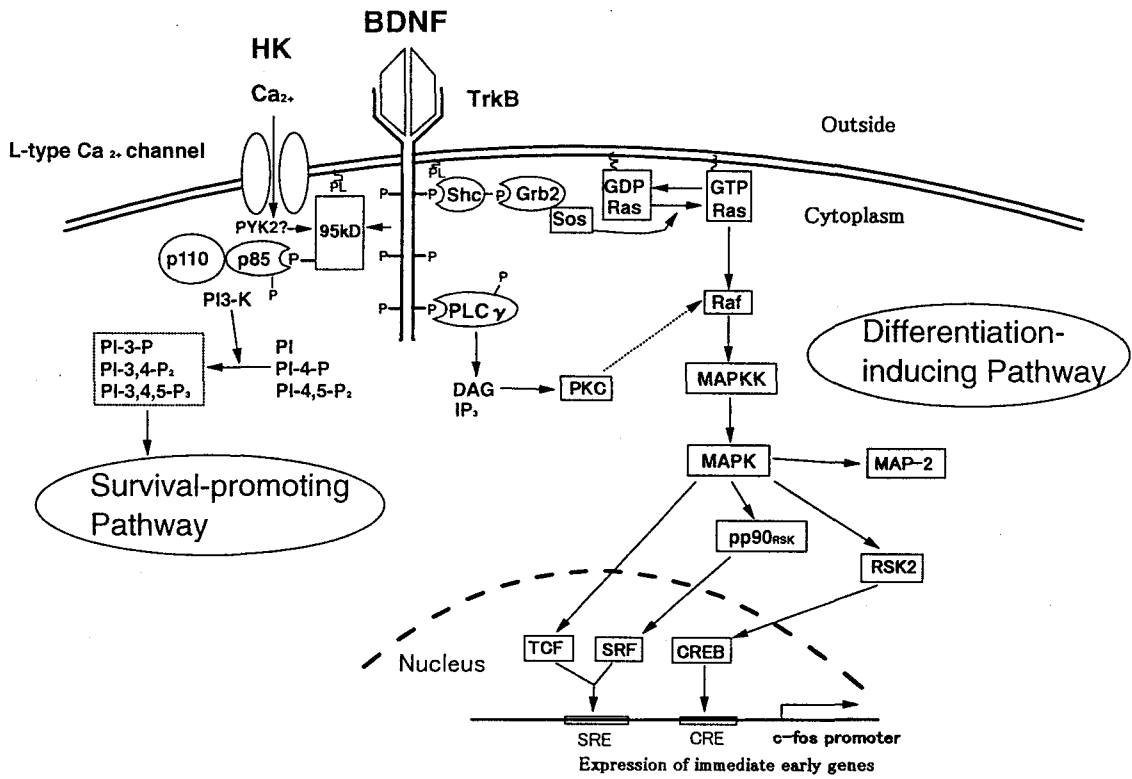 BDNF
HK
Ca2+
TrkB
Outside
L-type Ca 2+ channel
PL
PL
GDP
Ras
GTP
Ras
P
P
Shc
P
Grb2
Sos
Cytoplasm
PYK2?
95kD
p110
p85
P
P
P
P
P
PI3-K
P
P
PLC γ
P
Raf
Differentiation-
inducing Pathway
PI-3-P
PI-3,4-P2
PI-3,4,5-P3
PI
PI-4-P
PI-4,5-P2
DAG
IP3
PKC
MAPKK
MAPK
MAP-2
Survival-promoting
Pathway
pp90RSK
RSK2
Nucleus
TCF
SRF
CREB
SRE
CRE
c-fos promoter
Expression of immediate early genes